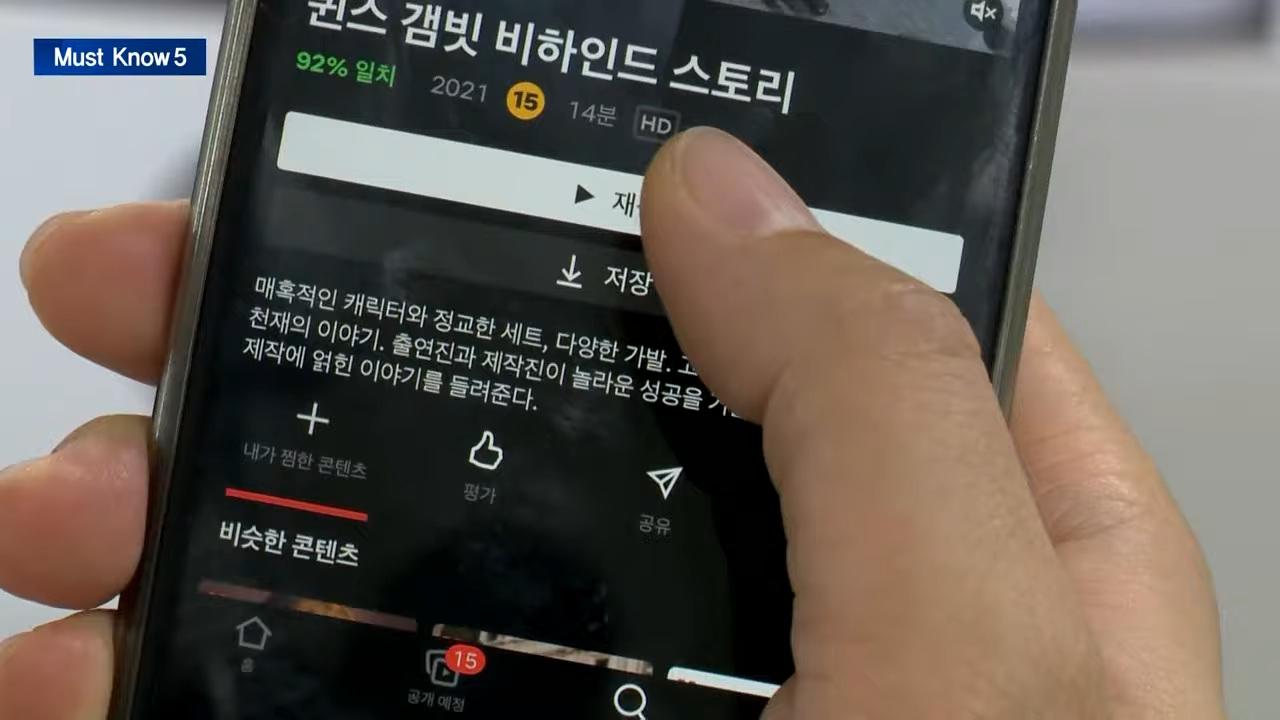 Must Know 5
퀸스 갬빗 비하인드 스토리
92% 일치 2021 15 14분 HD
저장
매혹적인 캐릭터와 정교한 세트, 다양한 가발.
천재의 이야기. 출연진과 제작진이 놀라운 성공을
제작에 얽힌 이야기를 들려준다.
내가 찜한 콘텐츠
평가
공유
비슷한 콘텐츠
홈
15
공개 예정